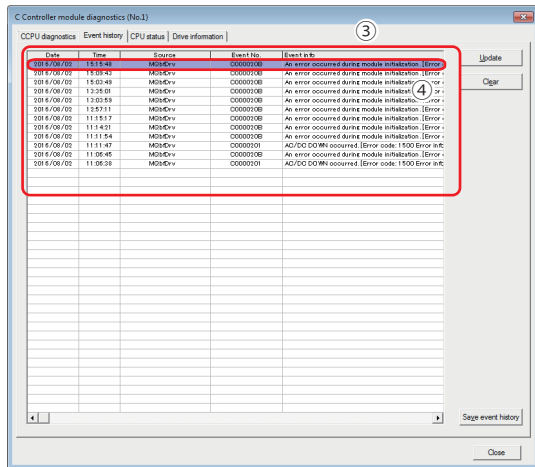 C Controller module diagnostics (No.1)
CCPU diagnostics Event history CPU status Drive information
③
Date Time Source Event No. Event info
2016/08/02 15:15:48 MGbfDrv C000020B An error occurred during module initialization. [Error
2016/08/02 15:09:43 MGbfDrv C000020B An error occurred during module initialization. [Error
2016/08/02 15:03:49 MGbfDrv C000020B An error occurred during module initialization. [Error
2016/08/02 13:35:01 MGbfDrv C000020B An error occurred during module initialization.
2016/08/02 13:03:59 MGbfDrv C000020B An error occurred during module initialization. [Error
2016/08/02 12:57:11 MGbfDrv C000020B An error occurred during module initialization. [Error
2016/08/02 11:15:17 MGbfDrv C000020B An error occurred during module initialization. [Error
2016/08/02 11:14:21 MGbfDrv C000020B An error occurred during module initialization. [Error
2016/08/02 11:11:54 MGbfDrv C000020B An error occurred during module initialization. [Error
2016/08/02 11:11:47 MGbfDrv C0000201 AC/DC DOWN occurred. [Error code: 1500 Error info
2016/08/02 11:06:45 MGbfDrv C000020B An error occurred during module initialization. [Error
2016/08/02 11:06:38 MGbfDrv C0000201 AC/DC DOWN occurred. [Error code: 1500 Error info
④
Update
Clear
Save event history
Close